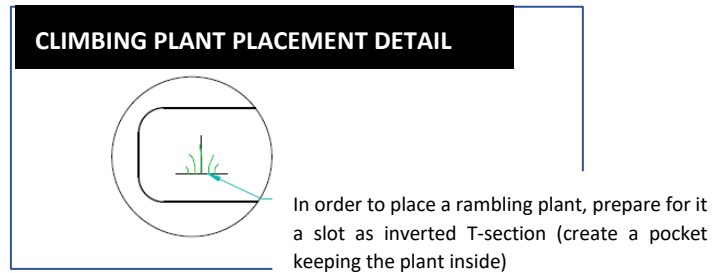 CLIMBING PLANT PLACEMENT DETAIL
In order to place a rambling plant, prepare for it
a slot as inverted T-section (create a pocket
keeping the plant inside)